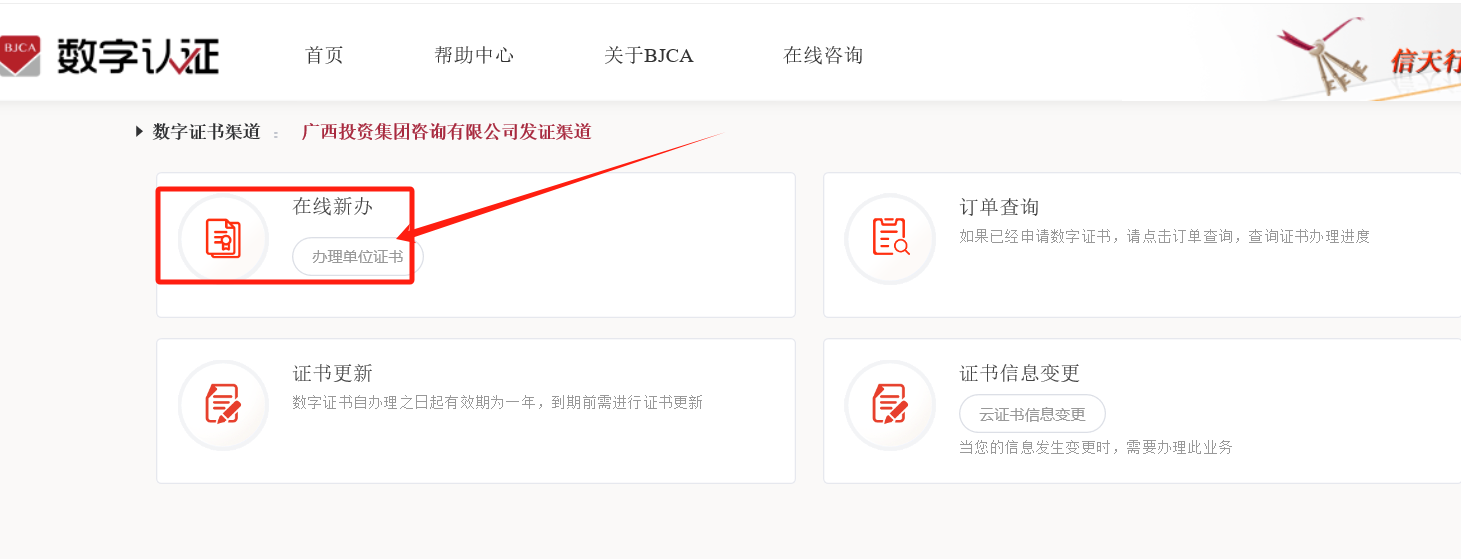 BJCA 数字认证 首页 帮助中心 关于BJCA 在线咨询 信天行
数字证书渠道 : 广西投资集团咨询有限公司发证渠道
在线新办
办理单位证书
订单查询
如果已经申请数字证书，请点击订单查询，查询证书办理进度
证书更新
数字证书自办理之日起有效期为一年，到期前需进行证书更新
证书信息变更
云证书信息变更
当您的信息发生变更时，需要办理此业务